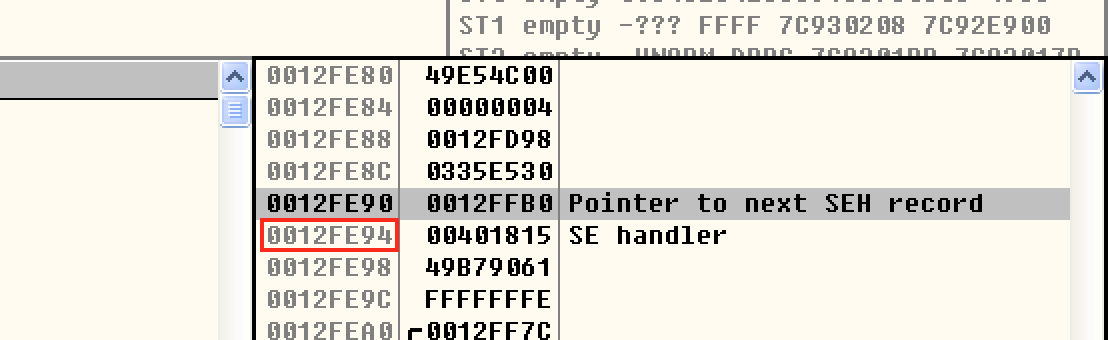 ST1 empty -??? FFFF 7C930208 7C92E900
0012FE80 49E54C00
0012FE84 00000004
0012FE88 0012FD98
0012FE8C 0335E530
0012FE90 0012FFB0 Pointer to next SEH record
0012FE94 00401815 SE handler
0012FE98 49B79061
0012FE9C FFFFFFFE
0012FEA0 0012FF7C